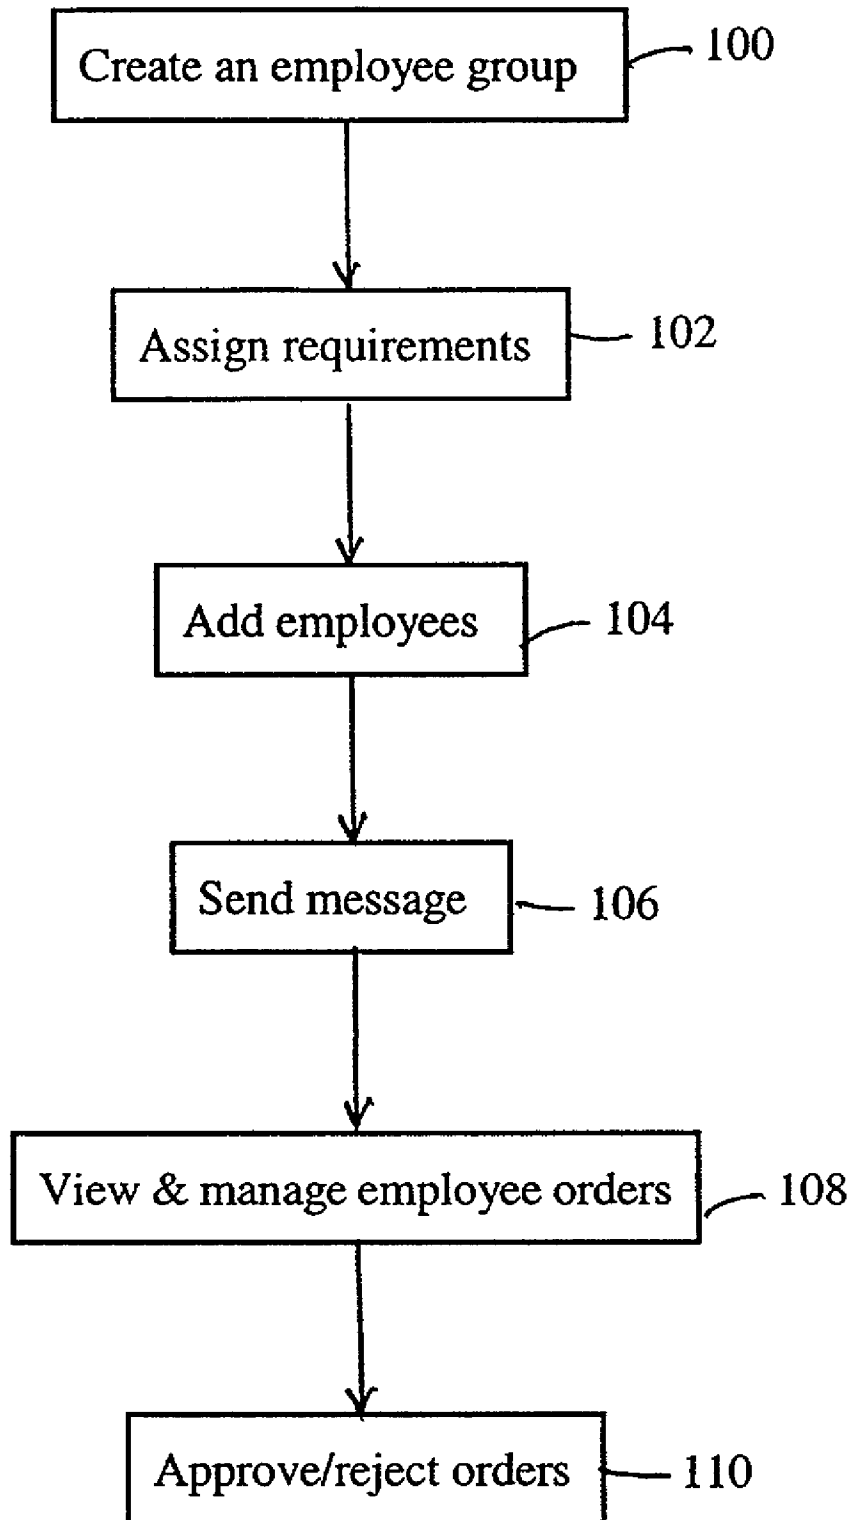 Create an employee group 100
Assign requirements 102
Add employees 104
Send message 106
View & manage employee orders 108
Approve/reject orders 110